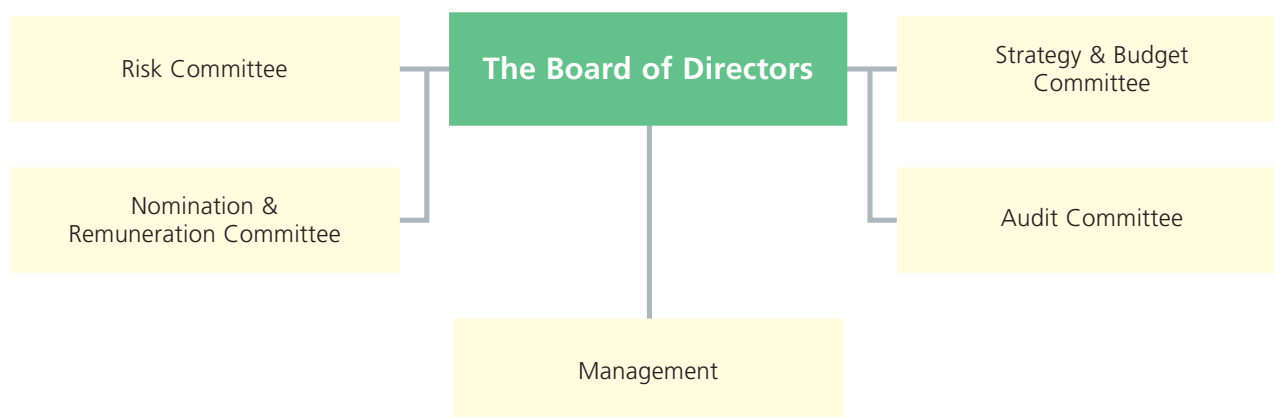 Risk Committee
The Board of Directors
Strategy & Budget
Committee
Nomination &
Remuneration Committee
Audit Committee
Management